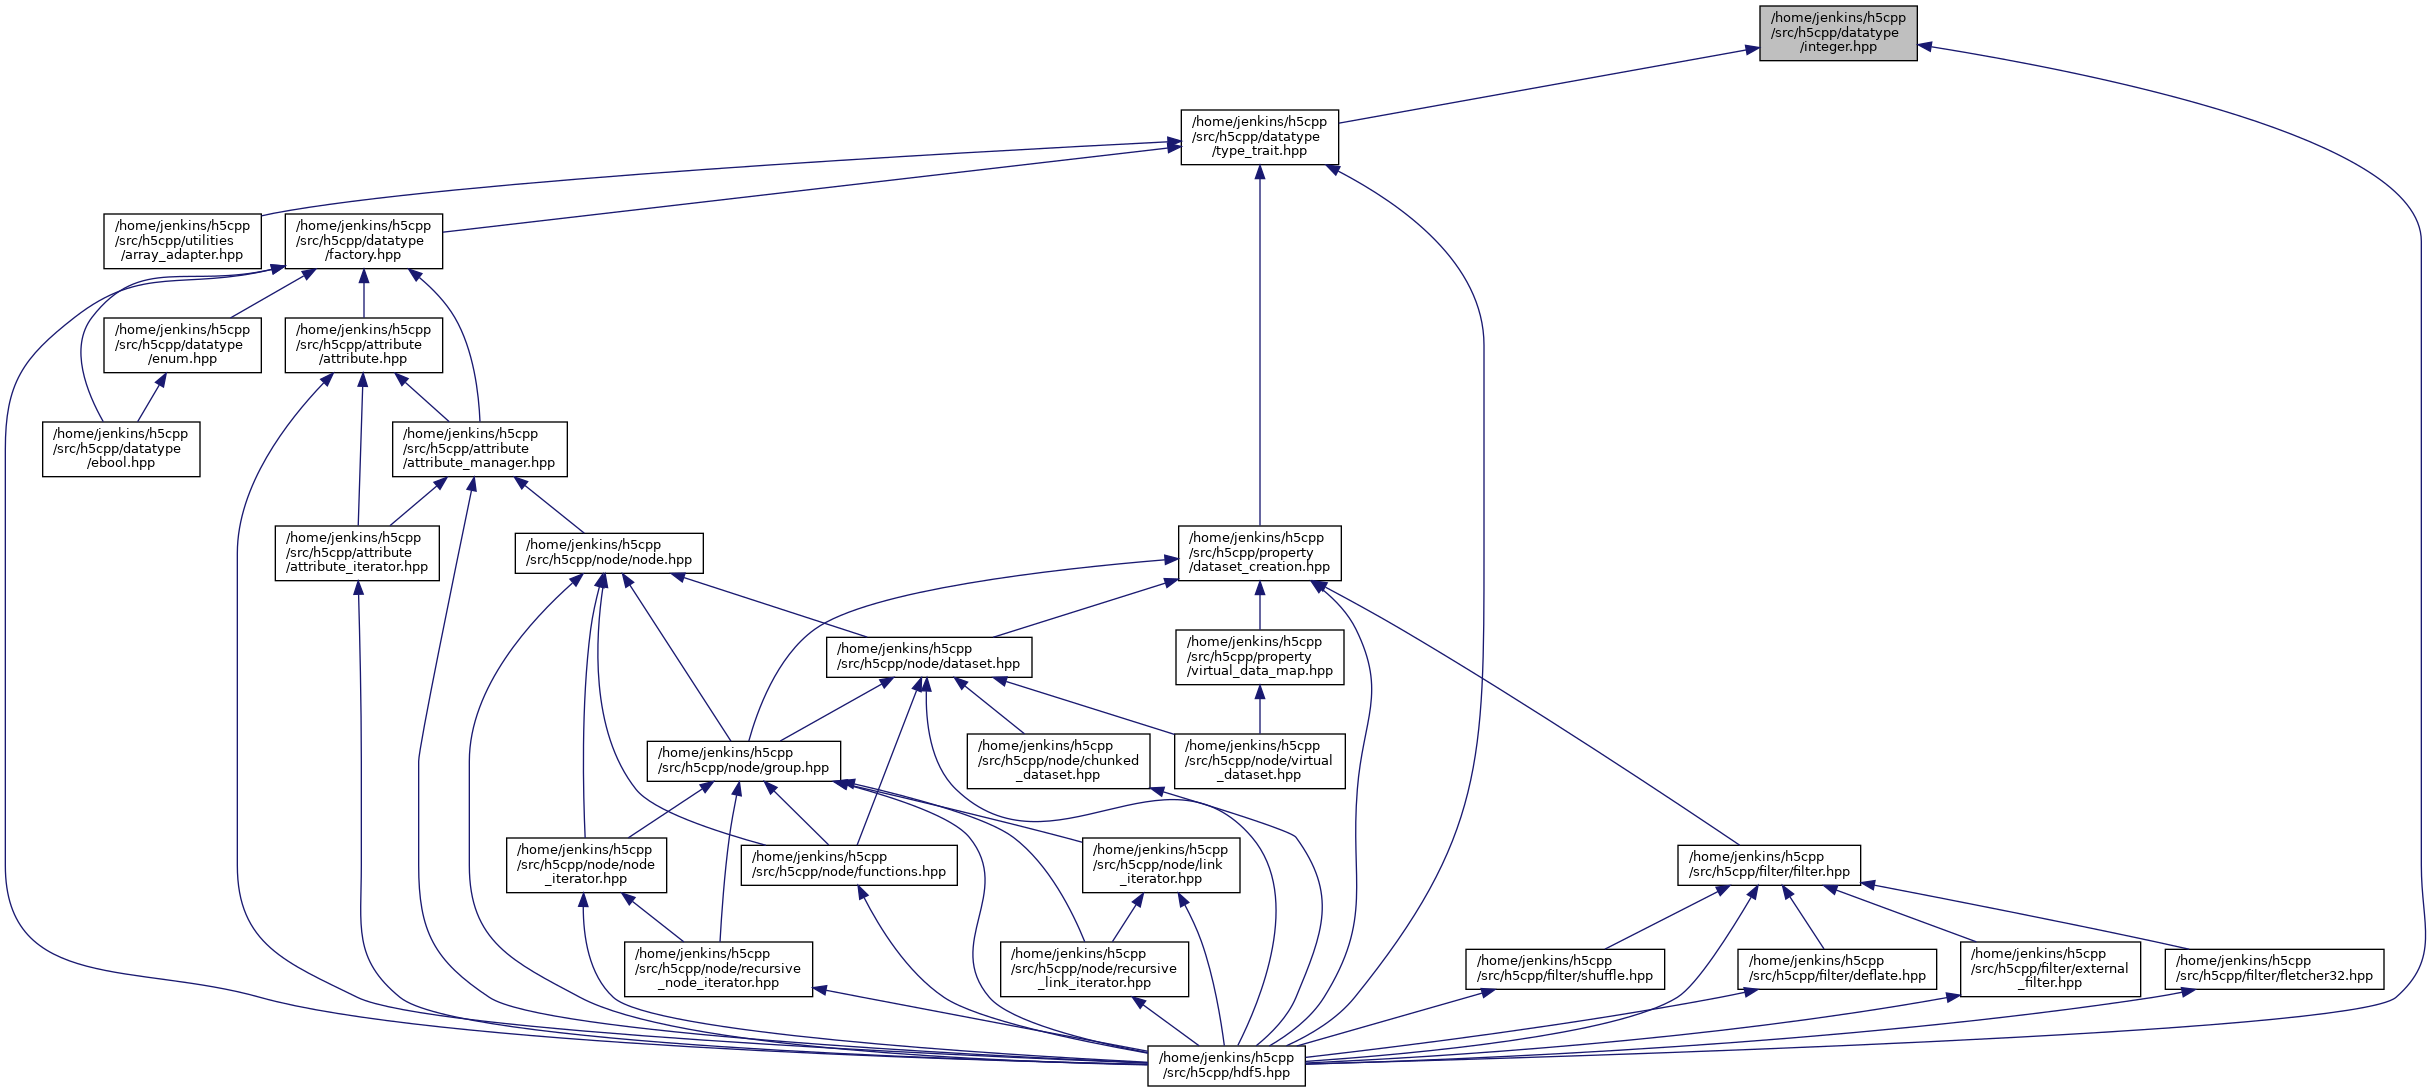 /home/jenkins/h5cpp
/src/h5cpp/datatype
/integer.hpp
/home/jenkins/h5cpp
/src/h5cpp/datatype
/type_trait.hpp
/home/jenkins/h5cpp
/src/h5cpp/utilities
/array_adapter.hpp
/home/jenkins/h5cpp
/src/h5cpp/datatype
/factory.hpp
/home/jenkins/h5cpp
/src/h5cpp/datatype
/enum.hpp
/home/jenkins/h5cpp
/src/h5cpp/attribute
/attribute.hpp
/home/jenkins/h5cpp
/src/h5cpp/datatype
/ebool.hpp
/home/jenkins/h5cpp
/src/h5cpp/attribute
/attribute_manager.hpp
/home/jenkins/h5cpp
/src/h5cpp/attribute
/attribute_iterator.hpp
/home/jenkins/h5cpp
/src/h5cpp/node/node.hpp
/home/jenkins/h5cpp
/src/h5cpp/property
/dataset_creation.hpp
/home/jenkins/h5cpp
/src/h5cpp/node/dataset.hpp
/home/jenkins/h5cpp
/src/h5cpp/property
/virtual_data_map.hpp
/home/jenkins/h5cpp
/src/h5cpp/node/group.hpp
/home/jenkins/h5cpp
/src/h5cpp/node/chunked
_dataset.hpp
/home/jenkins/h5cpp
/src/h5cpp/node/virtual
_dataset.hpp
/home/jenkins/h5cpp
/src/h5cpp/node/node
_iterator.hpp
/home/jenkins/h5cpp
/src/h5cpp/node/functions.hpp
/home/jenkins/h5cpp
/src/h5cpp/node/link
_iterator.hpp
/home/jenkins/h5cpp
/src/h5cpp/filter/filter.hpp
/home/jenkins/h5cpp
/src/h5cpp/node/recursive
_node_iterator.hpp
/home/jenkins/h5cpp
/src/h5cpp/node/recursive
_link_iterator.hpp
/home/jenkins/h5cpp
/src/h5cpp/filter/shuffle.hpp
/home/jenkins/h5cpp
/src/h5cpp/filter/deflate.hpp
/home/jenkins/h5cpp
/src/h5cpp/filter/external
_filter.hpp
/home/jenkins/h5cpp
/src/h5cpp/filter/fletcher32.hpp
/home/jenkins/h5cpp
/src/h5cpp/hdf5.hpp